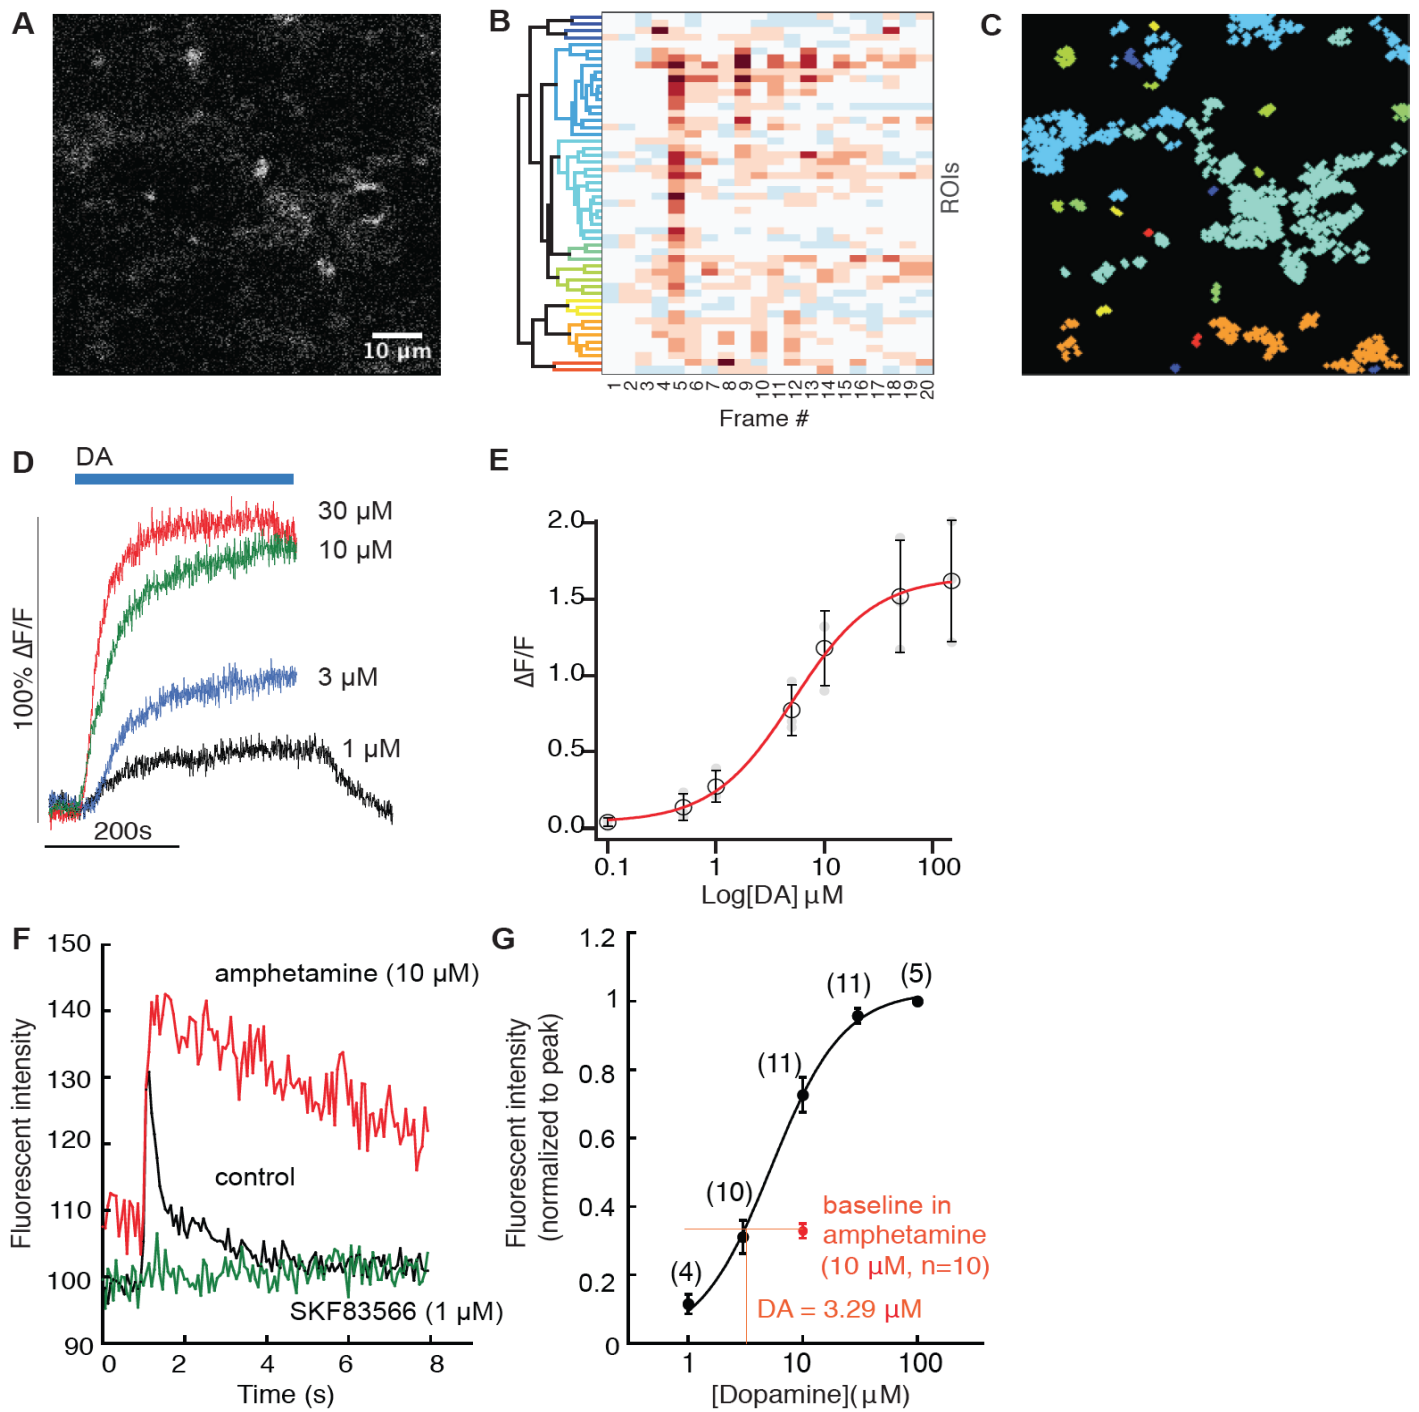 A
10 µm
B
ROIs
1 2 3 4 5 6 7 8 9 10 11 12 13 14 15 16 17 18 19 20
Frame #
C
D
DA
30 µM
10 µM
3 µM
1 µM
100% ΔF/F
200s
E
ΔF/F
2.0
1.5
1.0
0.5
0.0
0.1 1 10 100
Log[DA] µM
F
Fluorescent intensity
150
140
130
120
110
100
90
amphetamine (10 µM)
control
SKF83566 (1 µM)
0 2 4 6 8
Time (s)
G
Fluorescent intensity
(normalized to peak)
1.2
1
0.8
0.6
0.4
0.2
0
(4)
(10)
(11)
(11)
(5)
baseline in
amphetamine
(10 µM, n=10)
DA = 3.29 µM
1 10 100
[Dopamine](µM)